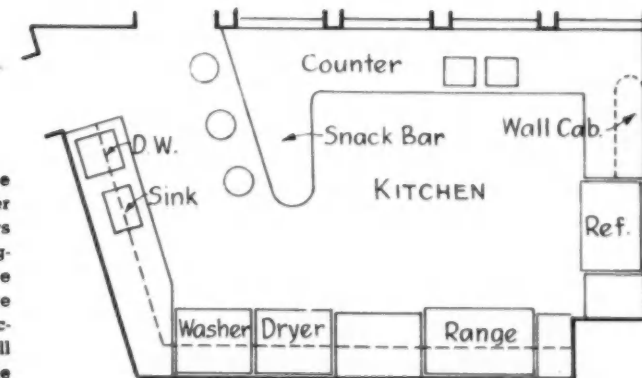 Counter
Snack Bar
Wall Cab.
D.W.
KITCHEN
Sink
Ref.
Washer Dryer Range